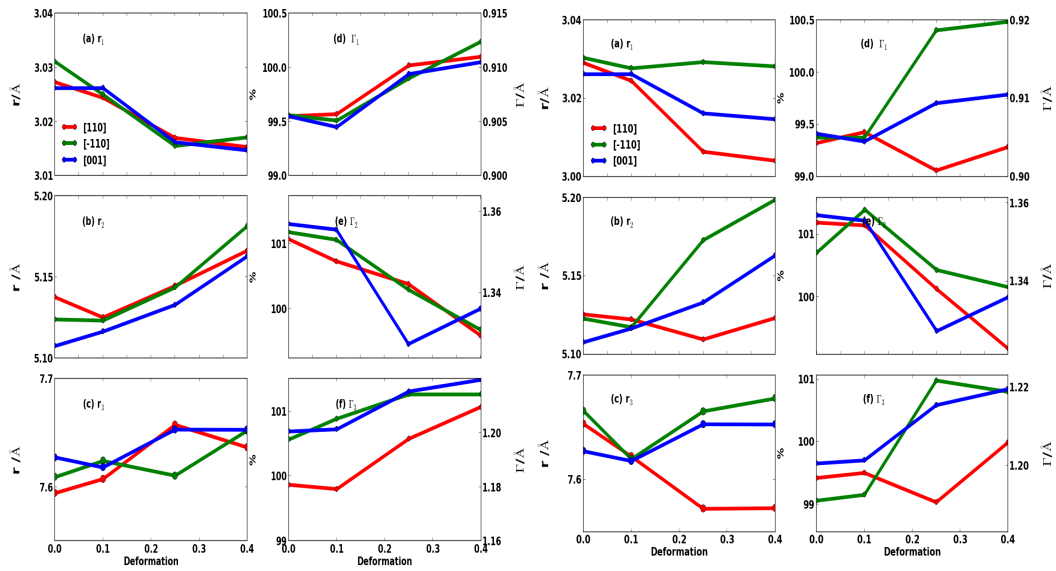 3.04
3.03
3.02
3.01
(a) r₁
[110]
[-110]
[001]
r /Å
100.5
100.0
99.5
99.0
(d) Γ₁
%
0.915
0.910
0.905
0.900
Γ/Å
5.20
5.15
5.10
(b) r₂
r /Å
101
100
(e) Γ₂
%
1.36
1.34
Γ/Å
7.7
7.6
(c) r₃
r /Å
0.0 0.1 0.2 0.3 0.4
Deformation
101
100
99
(f) Γ₃
%
1.20
1.18
1.16
Γ/Å
0.0 0.1 0.2 0.3 0.4
Deformation
3.04
3.02
3.00
(a) r₁
[110]
[-110]
[001]
r /Å
100.5
100.0
99.4
99.0
(d) Γ₁
%
0.92
0.91
0.90
Γ/Å
5.20
5.15
5.10
(b) r₂
r /Å
101
100
(e) Γ
%
1.36
1.34
Γ/Å
7.7
7.6
(c) r₃
r /Å
0.0 0.1 0.2 0.3 0.4
Deformation
101
100
99
(f) Γ₃
%
1.22
1.20
Γ/Å
0.0 0.1 0.2 0.3 0.4
Deformation